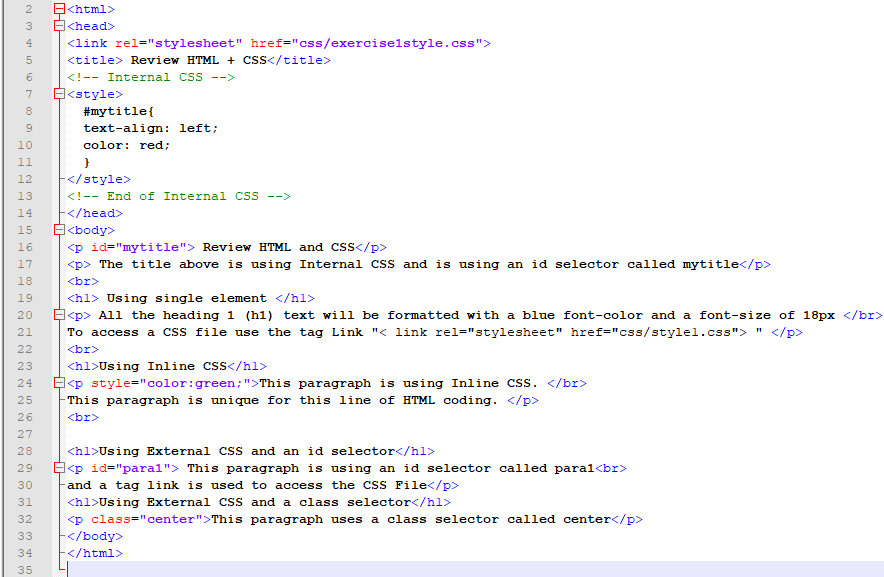 2 <html>
3 <head>
4 <link rel="stylesheet" href="css/exercise1style.css">
5 <title> Review HTML + CSS</title>
6 <!-- Internal CSS -->
7 <style>
8 #mytitle{
9 text-align: left;
10 color: red;
11 }
12 </style>
13 <!-- End of Internal CSS -->
14 </head>
15 <body>
16 <p id="mytitle"> Review HTML and CSS</p>
17 <p> The title above is using Internal CSS and is using an id selector called mytitle</p>
18 <br>
19 <h1> Using single element </h1>
20 <p> All the heading 1 (h1) text will be formatted with a blue font-color and a font-size of 18px </br>
21 To access a CSS file use the tag Link "< link rel="stylesheet" href="css/style1.css"> " </p>
22 <br>
23 <h1>Using Inline CSS</h1>
24 <p style="color:green;">This paragraph is using Inline CSS. </br>
25 This paragraph is unique for this line of HTML coding. </p>
26 <br>
27
28 <h1>Using External CSS and an id selector</h1>
29 <p id="para1"> This paragraph is using an id selector called para1<br>
30 and a tag link is used to access the CSS File</p>
31 <h1>Using External CSS and a class selector</h1>
32 <p class="center">This paragraph uses a class selector called center</p>
33 </body>
34 </html>
35